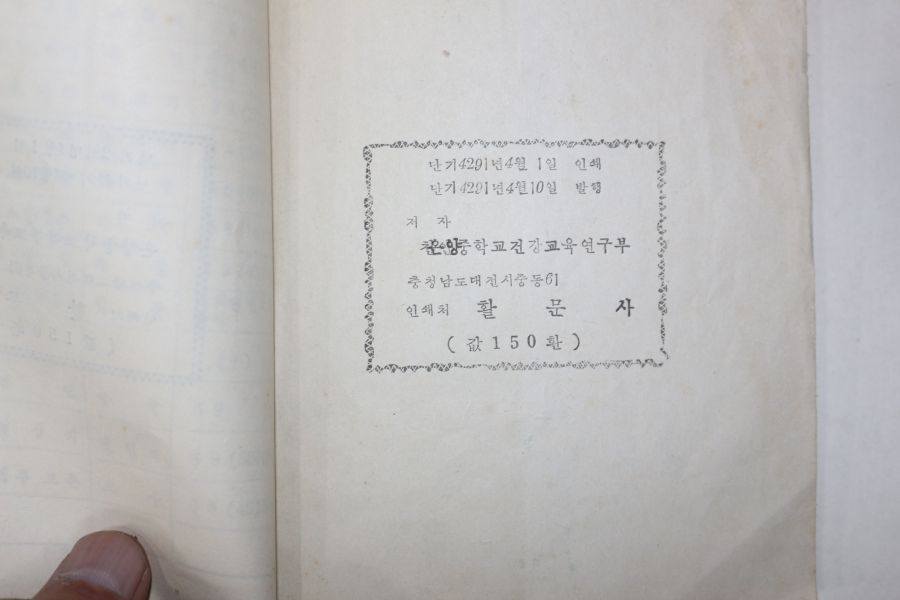 단기4291년4월 1일 인쇄
단기4291년4월10일 발행
저 자
온양중학교건강교육연구부
충청남도대전시중동61
인쇄처 활 문 사
( 값 150환 )